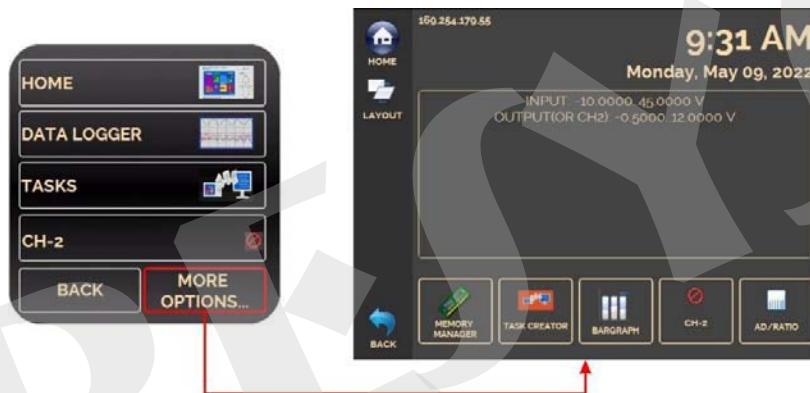 HOME
DATA LOGGER
TASKS
CH-2
BACK
MORE
OPTIONS...
169.254.179.55
HOME
9:31 AM
Monday, May 09, 2022
LAYOUT
INPUT: -10.0000, 45.0000 V
OUTPUT(OR CH2): -0.5000, 12.0000 V
BACK
MEMORY
MANAGER
TASK CREATOR
BARGRAPH
CH-2
AD/RATIO